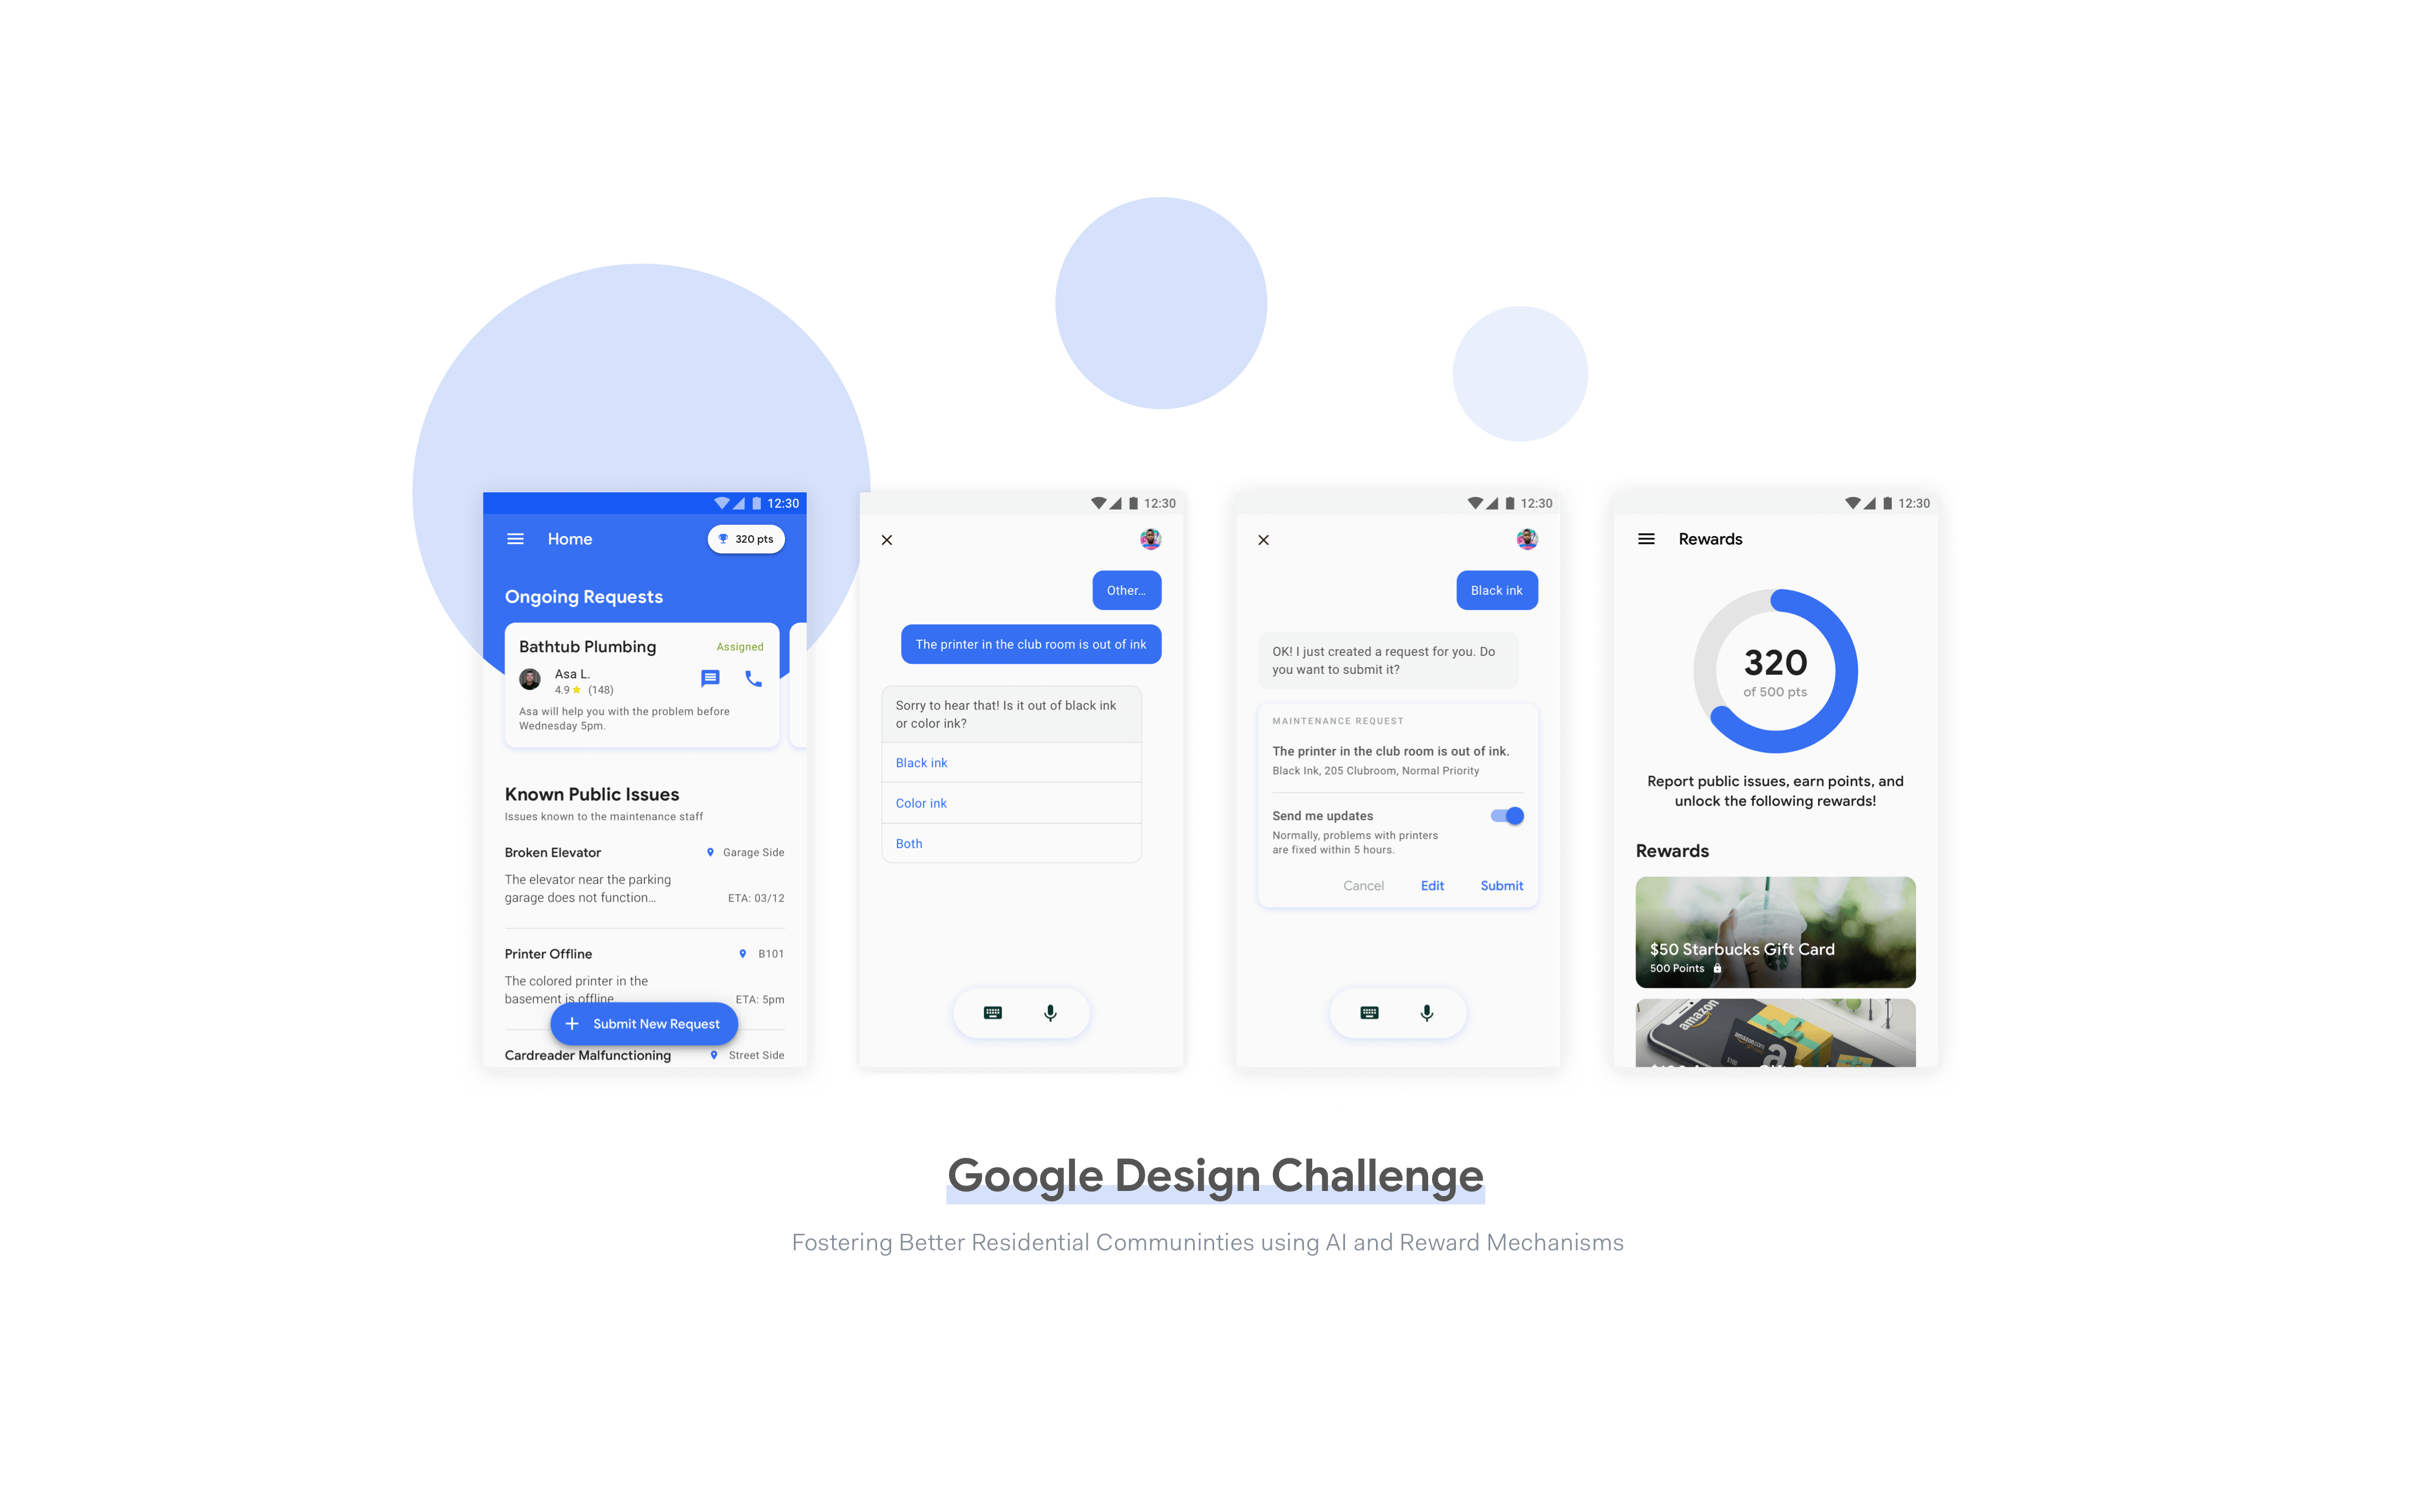 12:30
Home
320 pts
Ongoing Requests
Bathtub Plumbing
Assigned
Asa L.
4.9 (148)
Asa will help you with the problem before
Wednesday 5pm.
Known Public Issues
Issues known to the maintenance staff
Broken Elevator
Garage Side
The elevator near the parking
garage does not function...
ETA: 03/12
Printer Offline
B101
The colored printer in the
basement is offline
ETA: 5pm
Submit New Request
Cardreader Malfunctioning
Street Side
12:30
Other...
The printer in the club room is out of ink
Sorry to hear that! Is it out of black ink
or color ink?
Black ink
Color ink
Both
12:30
Black ink
OK! I just created a request for you. Do
you want to submit it?
MAINTENANCE REQUEST
The printer in the club room is out of ink.
Black Ink, 205 Clubroom, Normal Priority
Send me updates
Normally, problems with printers
are fixed within 5 hours.
Cancel
Edit
Submit
12:30
Rewards
320
of 500 pts
Report public issues, earn points, and
unlock the following rewards!
Rewards
$50 Starbucks Gift Card
500 Points
amazon
Google Design Challenge
Fostering Better Residential Communinties using AI and Reward Mechanisms